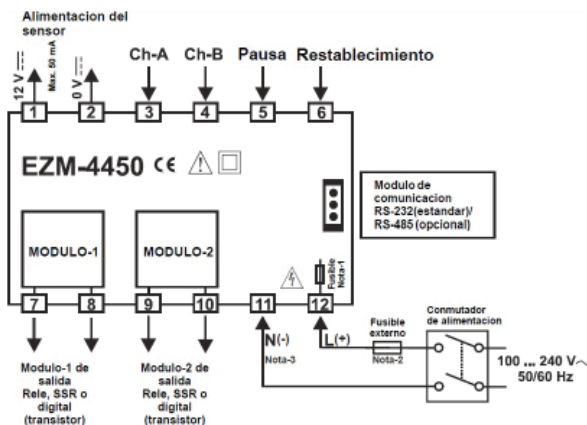 Alimentacion del
sensor
12 V
Max. 50 mA
0 V
Ch-A
Ch-B
Pausa
Restablecimiento
1
2
3
4
5
6
EZM-4450 CE
Modulo de
comunicacion
RS-232(estandar)/
RS-485(opcional)
MODULO-1
MODULO-2
Fusible
Nota-1
7
8
9
10
11
12
Conmutador
de alimentacion
Fusible
externo
N(-)
L(+)
Nota-3
Nota-2
100 ... 240 V
50/60 Hz
Modulo-1 de
salida
Rele, SSR o
digital
(transistor)
Modulo-2 de
salida
Rele, SSR o
digital
(transistor)